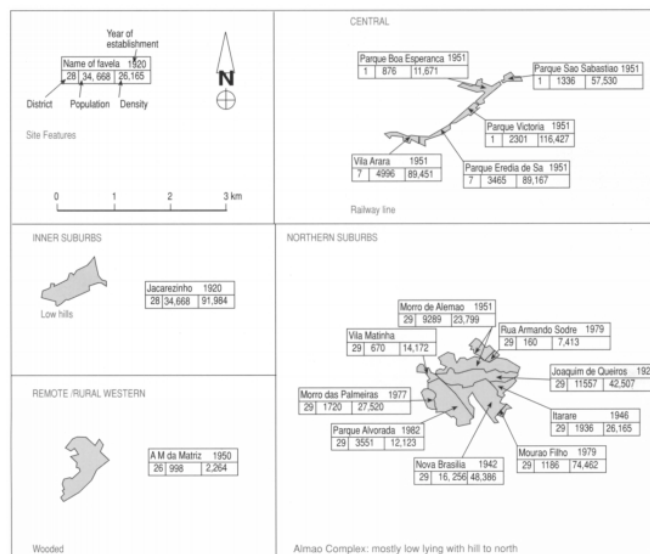 Year of
establishment
Name of favela 1920
28 34, 668 26,165
District Population Density
N
Site Features
0 1 2 3 km
CENTRAL
Parque Boa Esperanca 1951
1 876 11,671
Parque Sao Sabastiao 1951
1 1336 57,530
Parque Victoria 1951
1 2301 116,427
Vila Arara 1951
7 4996 89,451
Parque Eredia de Sa 1951
7 3465 89,167
Railway line
INNER SUBURBS
Jacarezinho 1920
28 34,668 91,984
Low hills
REMOTE /RURAL WESTERN
A M da Matriz 1950
26 998 2,264
Wooded
NORTHERN SUBURBS
Morro de Alemao 1951
29 9289 23,799
Rua Armando Sodre 1979
29 160 7,413
Vila Matinha
29 670 14,172
Joaquim de Queiros
29 11557 42,507
Morro das Palmeiras 1977
29 1720 27,520
Itarare 1946
29 1936 26,165
Parque Alvorada 1982
29 3551 12,123
Mourao Filho 1979
29 1186 74,462
Nova Brasilia 1942
29 16, 256 48,386
Almao Complex: mostly low lying with hill to north